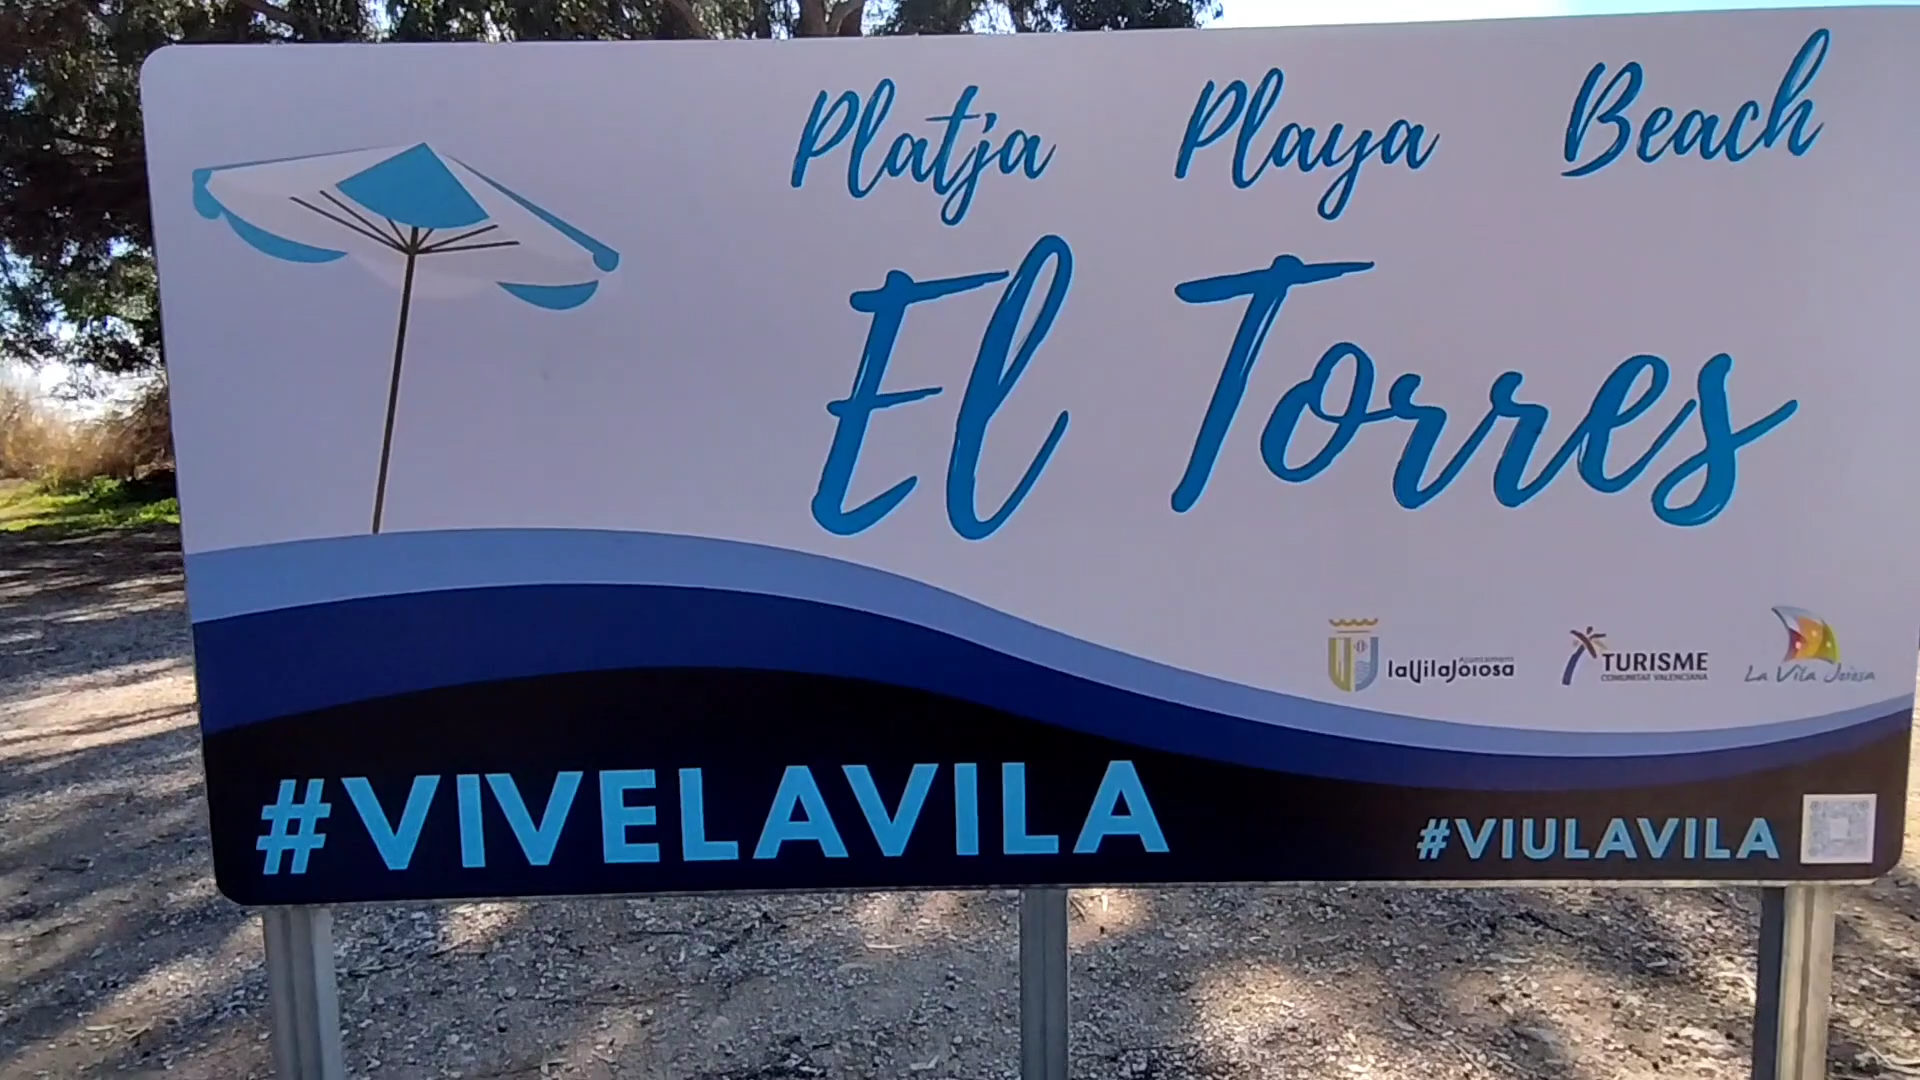 Platja Playa Beach
El Torres
Ajuntament
laVilaJoiosa
TURISME
COMUNITAT VALENCIANA
La Vila Joiosa
#VIVELAVILA
#VIULAVILA